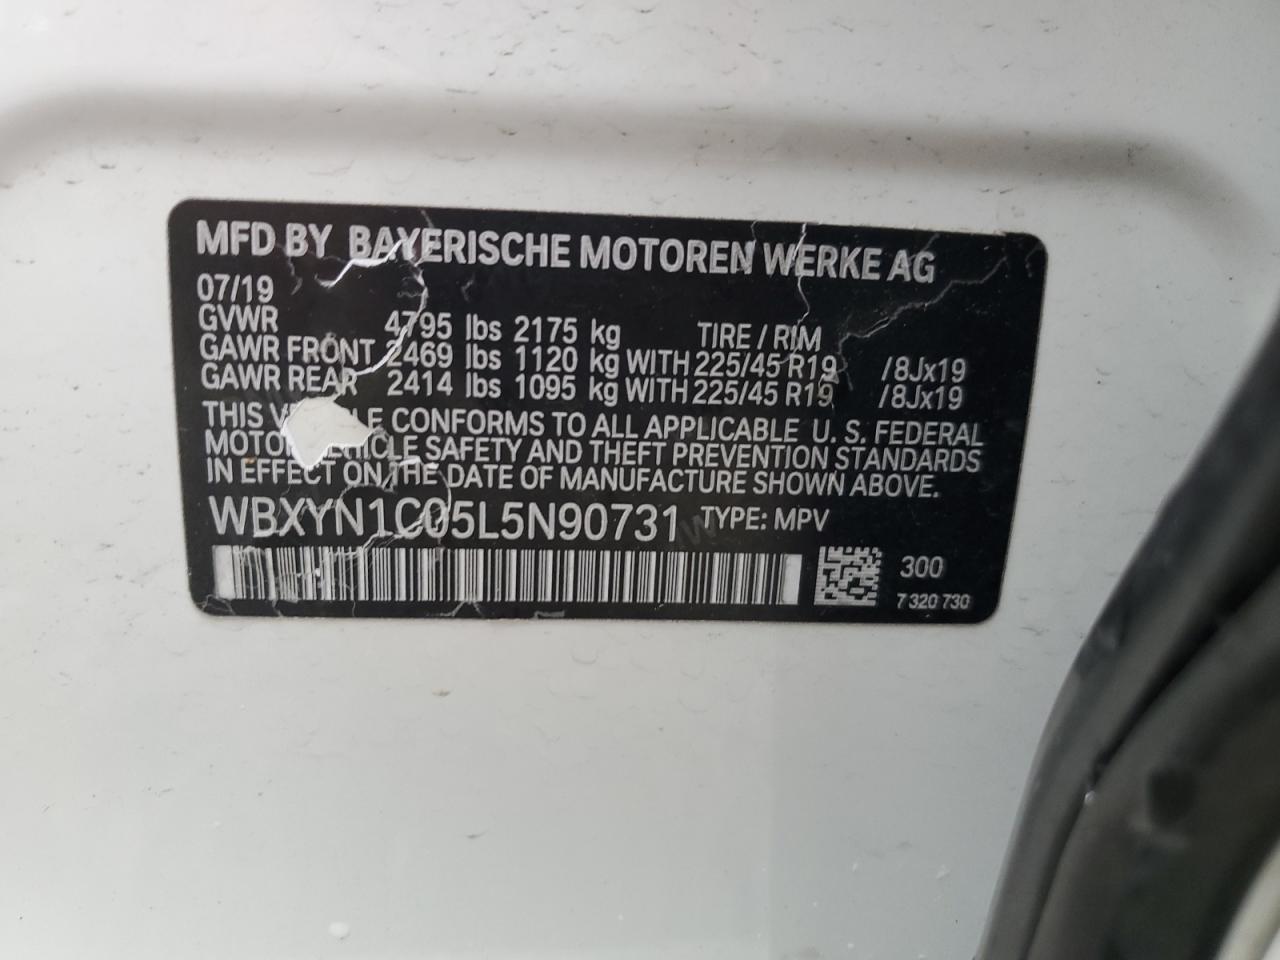 MFD BY BAYERISCHE MOTOREN WERKE AG
07/19
GVWR 4795 lbs 2175 kg TIRE / RIM
GAWR FRONT 2469 lbs 1120 kg WITH 225/45 R19 /8Jx19
GAWR REAR 2414 lbs 1095 kg WITH 225/45 R19 /8Jx19
THIS CONFORMS TO ALL APPLICABLE U. S. FEDERAL
MOTOR VEHICLE SAFETY AND THEFT PREVENTION STANDARDS
IN EFFECT ON THE DATE OF MANUFACTURE SHOWN ABOVE.
WBXYN1C05L5N90731 TYPE: MPV
300
7 320 730